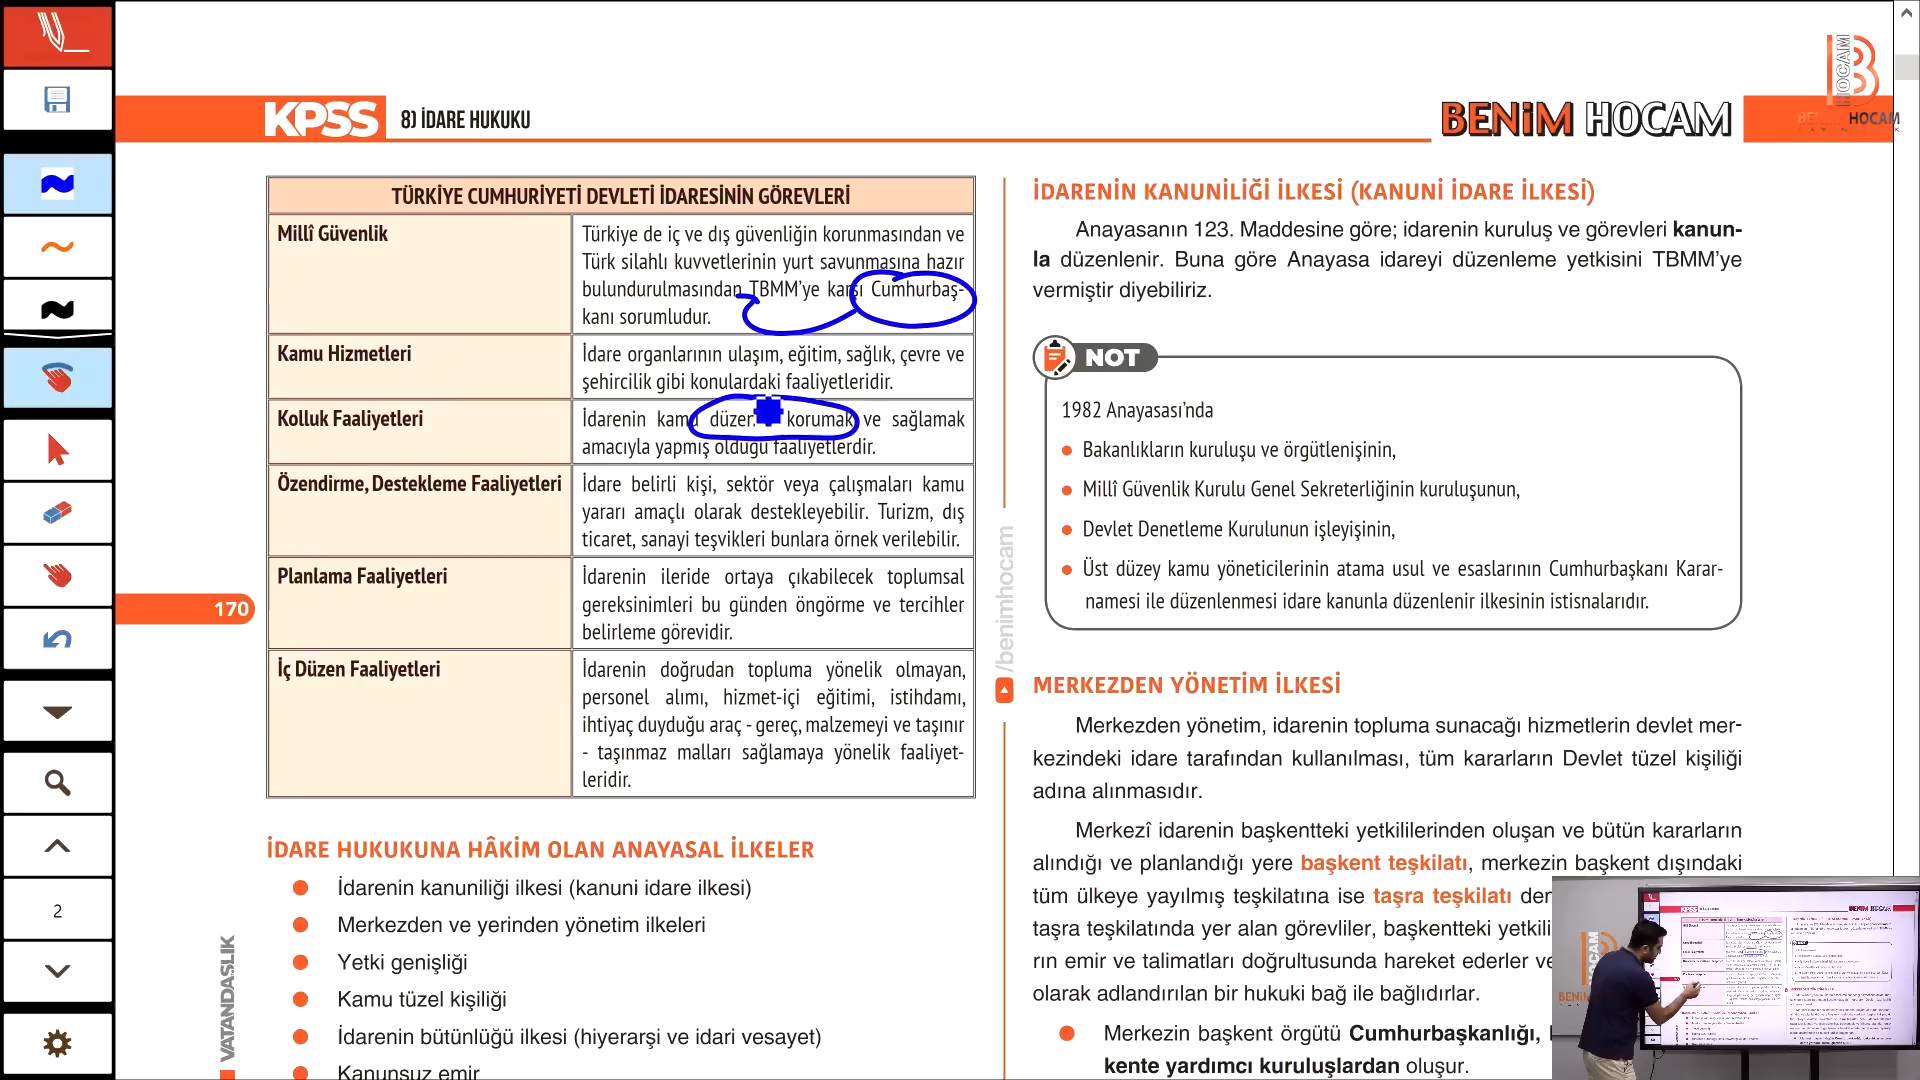 KPSS
8) İDARE HUKUKU
BENİM HOCAM
HOCAM
TÜRKİYE CUMHURİYETİ DEVLETİ İDARESİNİN GÖREVLERİ
Millî Güvenlik
Türkiye de iç ve dış güvenliğin korunmasından ve
Türk silahlı kuvvetlerinin yurt savunmasına hazır
bulundurulmasından TBMM'ye karşı Cumhurbaş-
kanı sorumludur.
Kamu Hizmetleri
İdare organlarının ulaşım, eğitim, sağlık, çevre ve
şehircilik gibi konulardaki faaliyetleridir.
Kolluk Faaliyetleri
İdarenin kamu korumak ve sağlamak
amacıyla yapmış olduğu faaliyetlerdir.
Özendirme, Destekleme Faaliyetleri
İdare belirli kişi, sektör veya çalışmaları kamu
yararı amaçlı olarak destekleyebilir. Turizm, dış
ticaret, sanayi teşvikleri bunlara örnek verilebilir.
Planlama Faaliyetleri
İdarenin ileride ortaya çıkabilecek toplumsal
gereksinimleri bu günden öngörme ve tercihler
belirleme görevidir.
İç Düzen Faaliyetleri
İdarenin doğrudan topluma yönelik olmayan,
personel alımı, hizmet-içi eğitimi, istihdamı,
ihtiyaç duyduğu araç - gereç, malzemeyi ve taşınır
- taşınmaz malları sağlamaya yönelik faaliyet-
leridir.
170
İDARE HUKUKUNA HÂKİM OLAN ANAYASAL İLKELER
İdarenin kanuniliği ilkesi (kanuni idare ilkesi)
Merkezden ve yerinden yönetim ilkeleri
Yetki genişliği
Kamu tüzel kişiliği
İdarenin bütünlüğü ilkesi (hiyerarşi ve idari vesayet)
Kanunsuz emir
VATANDAŞLIK
/benimhocam
İDARENİN KANUNİLİĞİ İLKESİ (KANUNİ İDARE İLKESİ)
Anayasanın 123. Maddesine göre; idarenin kuruluş ve görevleri kanun-
la düzenlenir. Buna göre Anayasa idareyi düzenleme yetkisini TBMM'ye
vermiştir diyebiliriz.
NOT
1982 Anayasası'nda
Bakanlıkların kuruluşu ve örgütlenişinin,
Millî Güvenlik Kurulu Genel Sekreterliğinin kuruluşunun,
Devlet Denetleme Kurulunun işleyişinin,
Üst düzey kamu yöneticilerinin atama usul ve esaslarının Cumhurbaşkanı Karar-
namesi ile düzenlenmesi idare kanunla düzenlenir ilkesinin istisnalarıdır.
MERKEZDEN YÖNETİM İLKESİ
Merkezden yönetim, idarenin topluma sunacağı hizmetlerin devlet mer-
kezindeki idare tarafından kullanılması, tüm kararların Devlet tüzel kişiliği
adına alınmasıdır.
Merkezî idarenin başkentteki yetkililerinden oluşan ve bütün kararların
alındığı ve planlandığı yere başkent teşkilatı, merkezin başkent dışındaki
tüm ülkeye yayılmış teşkilatına ise taşra teşkilatı
taşra teşkilatında yer alan görevliler, başkentteki
rın emir ve talimatları doğrultusunda hareket ederler
olarak adlandırılan bir hukuki bağ ile bağlıdırlar.
Merkezin başkent örgütü Cumhurbaşkanlığı,
kente yardımcı kuruluşlardan oluşur.
2